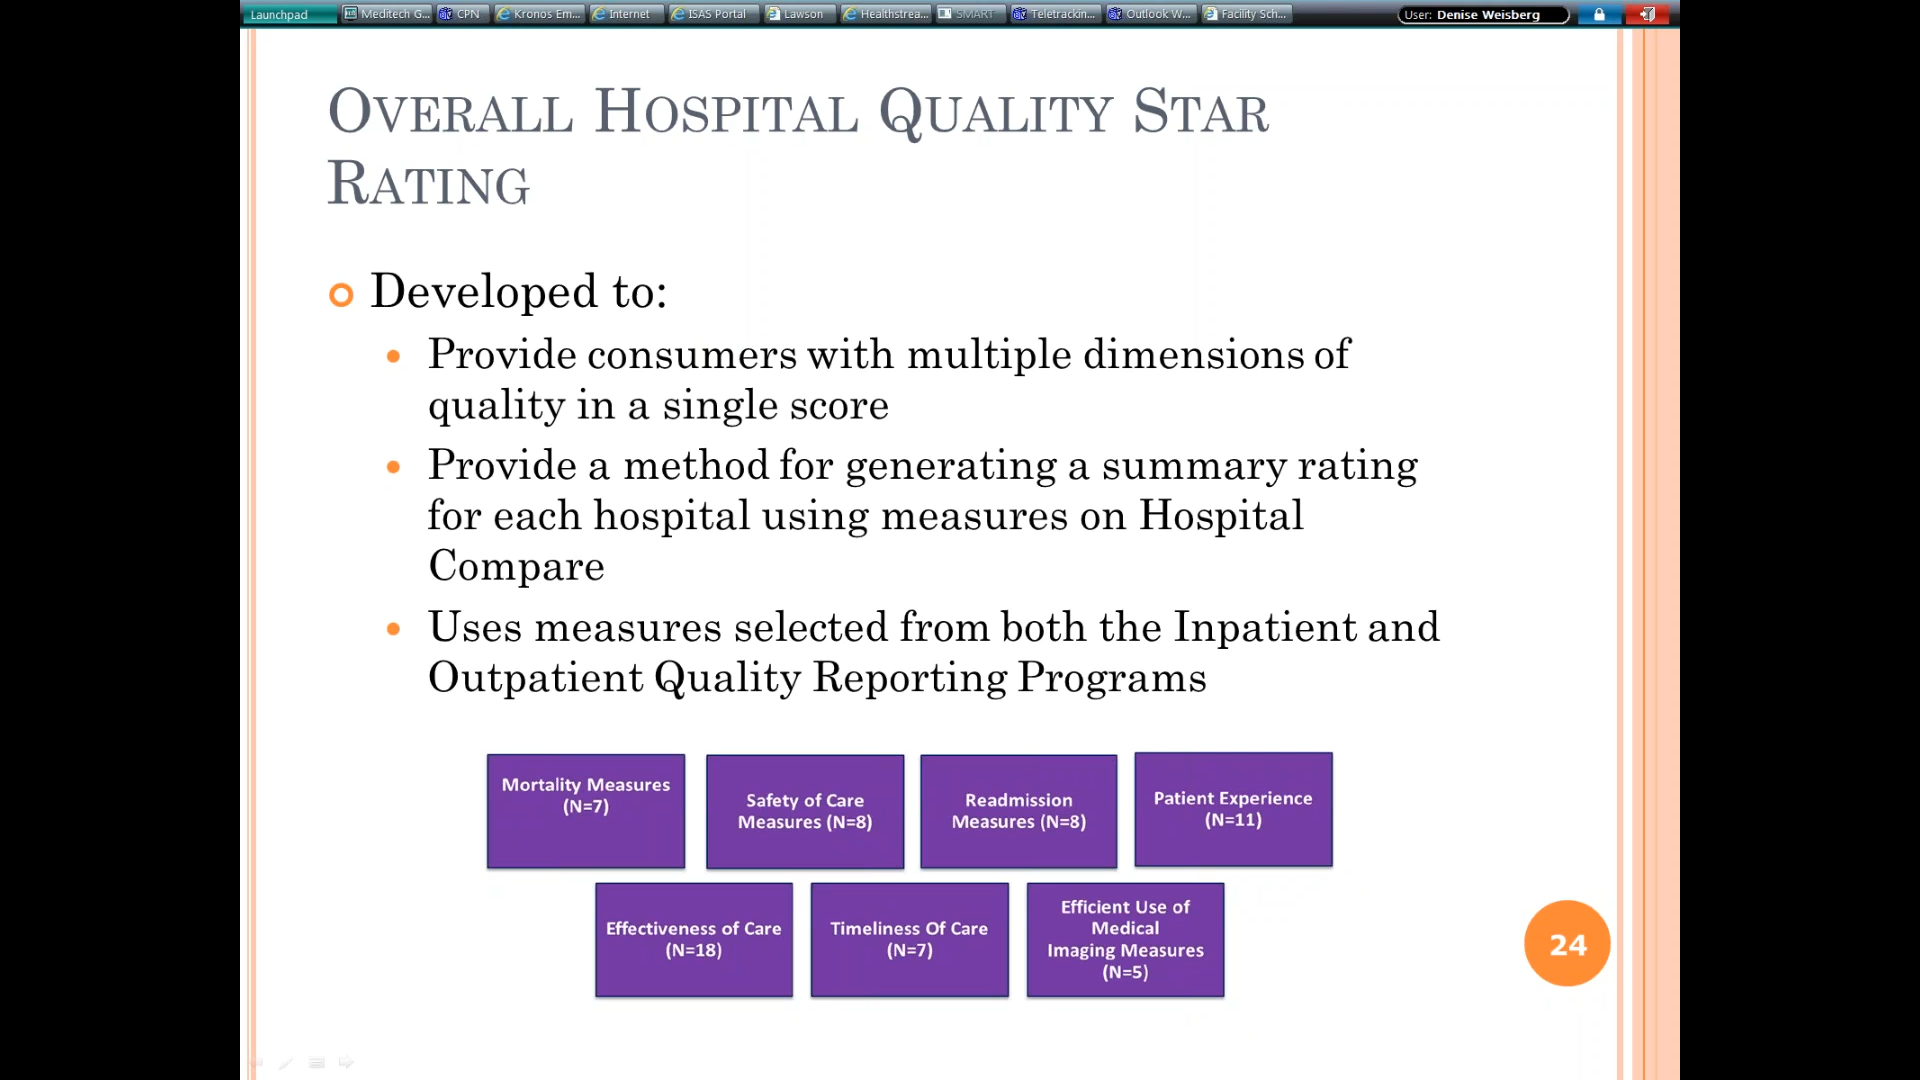 Launchpad Meditech G... CPN Kronos Em... Internet ISAS Portal Lawson Healthstrea... SMART Teletrackin... Outlook W... Facility Sch... User: Denise Weisberg
OVERALL HOSPITAL QUALITY STAR
RATING
Developed to:
Provide consumers with multiple dimensions of
quality in a single score
Provide a method for generating a summary rating
for each hospital using measures on Hospital
Compare
Uses measures selected from both the Inpatient and
Outpatient Quality Reporting Programs
Mortality Measures
(N=7)
Safety of Care
Measures (N=8)
Readmission
Measures (N=8)
Patient Experience
(N=11)
Effectiveness of Care
(N=18)
Timeliness Of Care
(N=7)
Efficient Use of
Medical
Imaging Measures
(N=5)
24